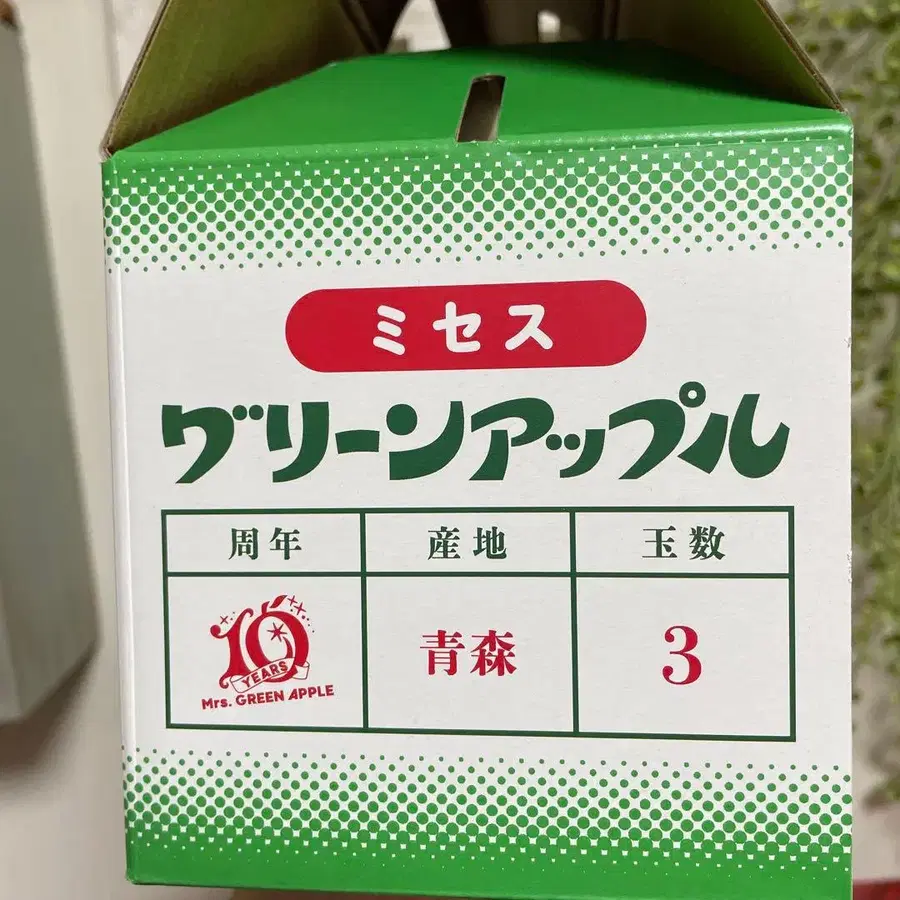 ミセス
グリーンアップル
周年 産地 玉数
10
YEARS
Mrs. GREEN APPLE
青森
3